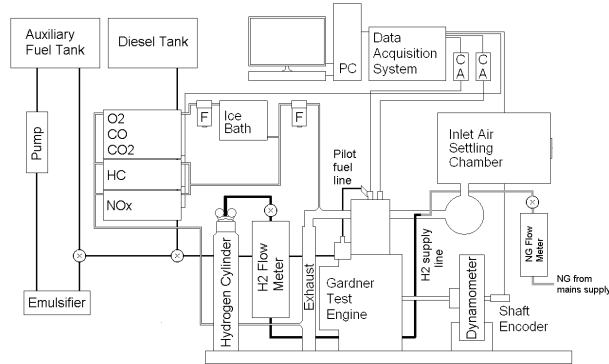 Auxiliary
Fuel Tank
Diesel Tank
PC
Data
Acquisition
System
C
A
C
A
Pump
O2
CO
CO2
HC
NOx
F
Ice
Bath
F
Pilot
fuel
line
Inlet Air
Settling
Chamber
Hydrogen Cylinder
H2 Flow
Meter
Exhaust
Gardner
Test
Engine
H2 supply
line
NG Flow
Meter
NG from
mains supply
Dynamometer
Shaft
Encoder
Emulsifier